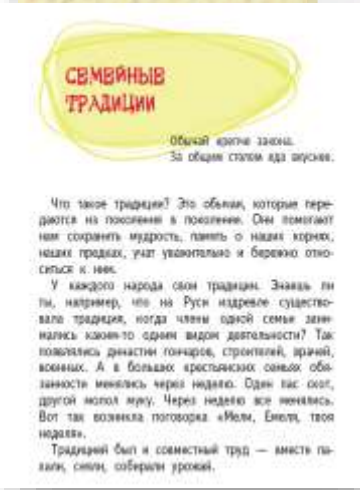 СЕМЕЙНЫЕ
ТРАДИЦИИ
Обычай крепче закона.
За общим столом еда вкуснее.
Что такое традиции? Это обычаи, которые пере-
даются из поколения в поколение. Они помогают
нам сохранить мудрость, память о наших корнях,
наших предках, учат уважительно и бережно отно-
ситься к ним.
У каждого народа свои традиции. Знаешь ли
ты, например, что на Руси издревле существо-
вала традиция, когда члены одной семьи зани-
мались каким-то одним видом деятельности? Так
появлялись династии гончаров, строителей, врачей,
военных. А в больших крестьянских семьях обя-
занности менялись через неделю. Один пас скот,
другой молол муку. Через неделю все менялись.
Вот так возникла поговорка «Мели, Емеля, твоя
неделя».
Традицией был и совместный труд — вместе па-
хали, сеяли, собирали урожай.